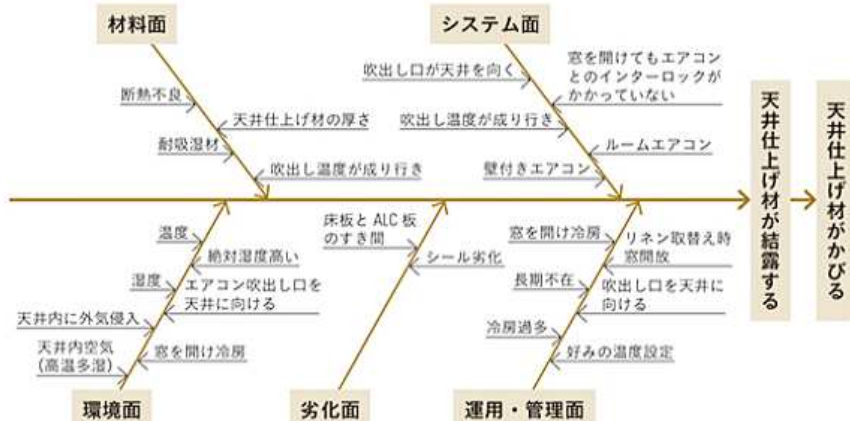 材料面
システム面
断熱不良
天井仕上げ材の厚さ
耐吸湿材
吹出し温度が成り行き
吹出し口が天井を向く
窓を開けてもエアコン
とのインターロックが
かかっていない
吹出し温度が成り行き
ルームエアコン
壁付きエアコン
天井仕上げ材が結露する
天井仕上げ材がかびる
温度
絶対湿度高い
湿度
エアコン吹出し口を
天井に向ける
天井内に外気侵入
天井内空気
(高温多湿)
窓を開け冷房
床板と ALC 板
のすき間
シール劣化
窓を開け冷房
リネン取替え時
窓開放
長期不在
吹出し口を天井に
向ける
冷房過多
好みの温度設定
環境面
劣化面
運用・管理面